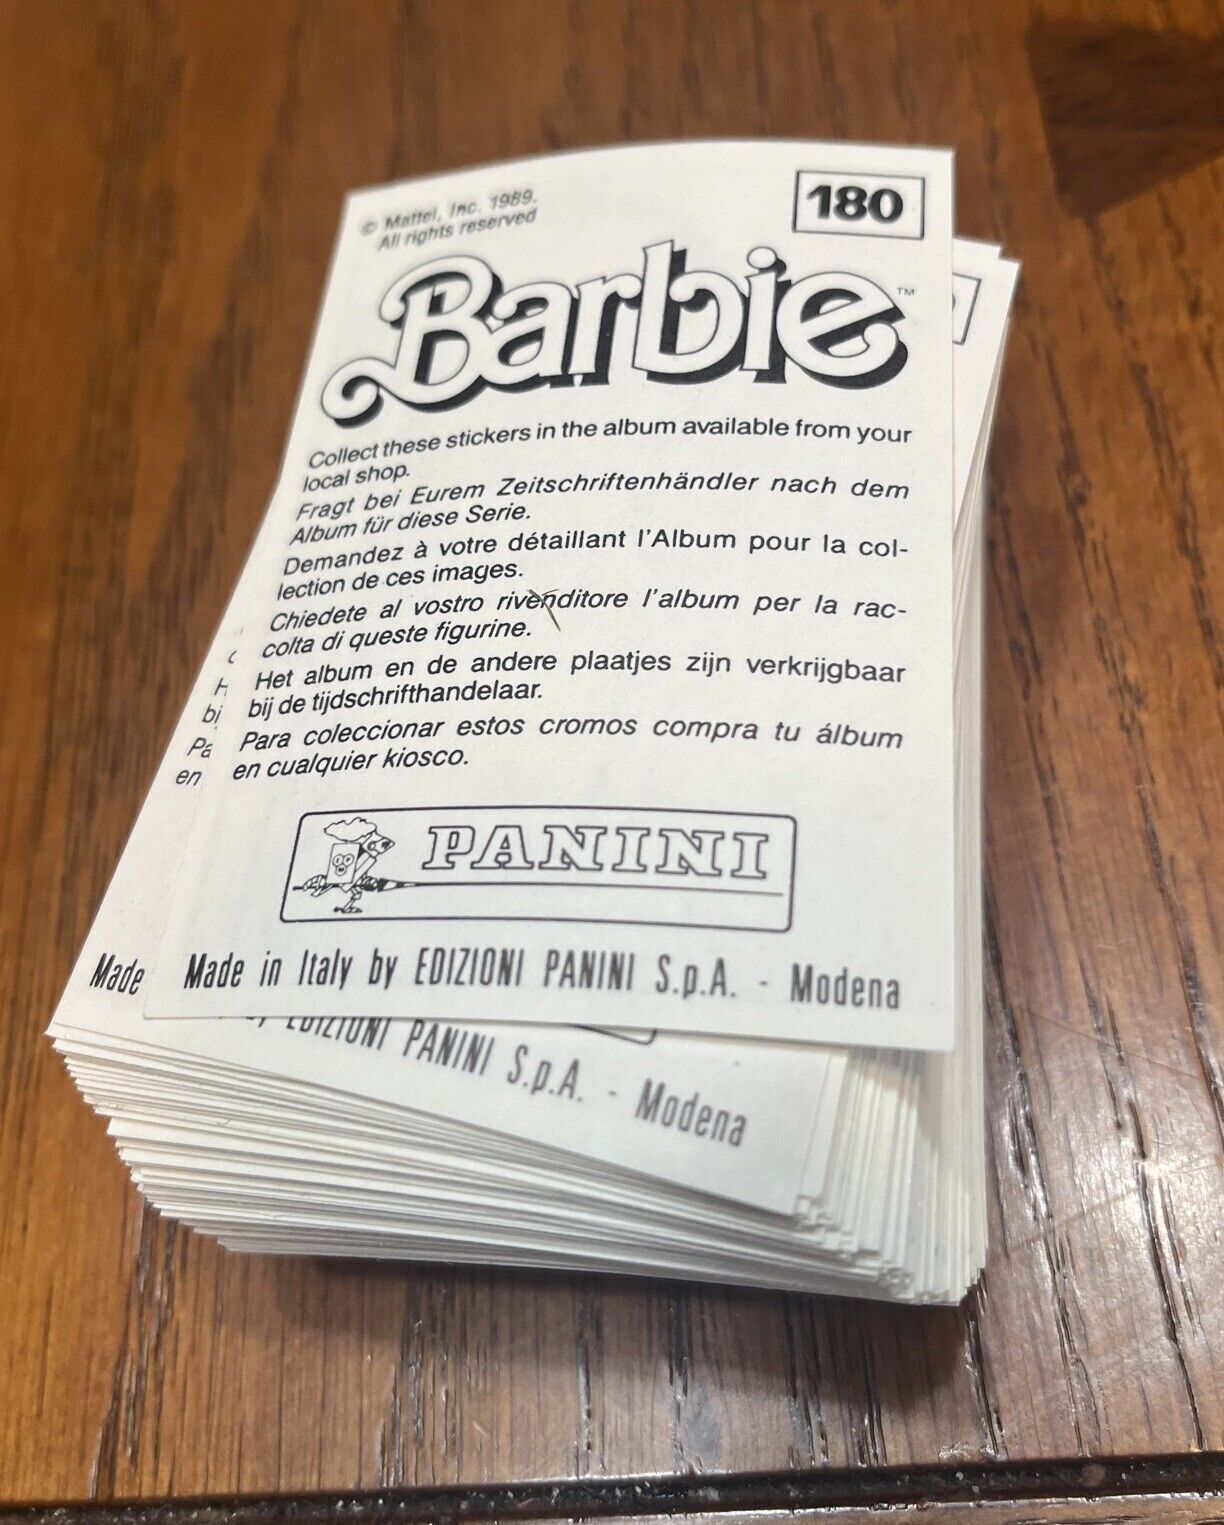 © Mattel, Inc. 1989.
All rights reserved
180
Barbie™
Collect these stickers in the album available from your
local shop.
Fragt bei Eurem Zeitschriftenhändler nach dem
Album für diese Serie.
Demandez à votre détaillant l'Album pour la col-
lection de ces images.
Chiedete al vostro rivenditore l'album per la rac-
colta di queste figurine.
Het album en de andere plaatjes zijn verkrijgbaar
bij de tijdschrifthandelaar.
Para coleccionar estos cromos compra tu álbum
en cualquier kiosco.
PANINI
Made in Italy by EDIZIONI PANINI S.p.A. - Modena
H
bij
Pa
en
Made
EDIZIONI PANINI S.p.A. - Modena